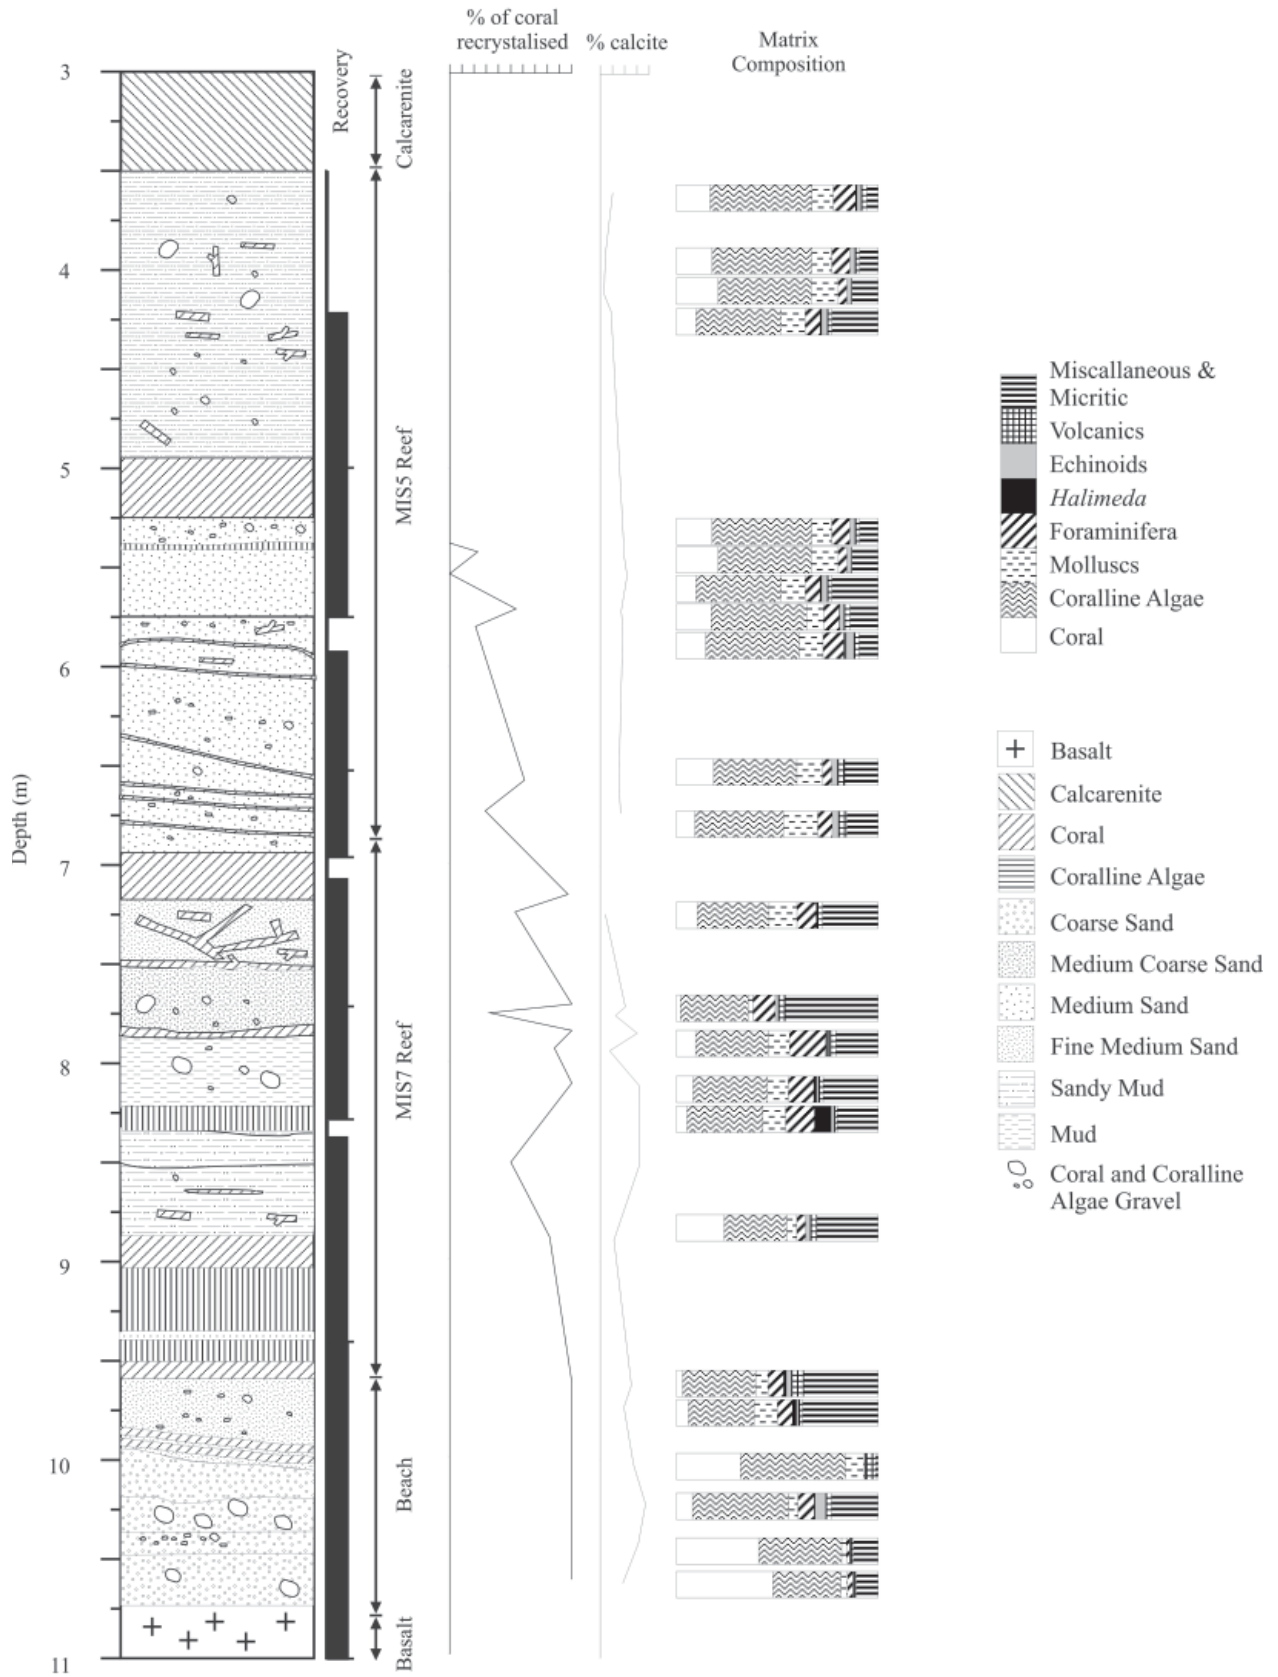 % of coral
recrystalised
% calcite
Matrix
Composition
Recovery
Calcarenite
MIS5 Reef
MIS7 Reef
Beach
Basalt
Depth (m)
3
4
5
6
7
8
9
10
11
Miscallaneous &
Micritic
Volcanics
Echinoids
Halimeda
Foraminifera
Molluscs
Coralline Algae
Coral
Basalt
Calcarenite
Coral
Coralline Algae
Coarse Sand
Medium Coarse Sand
Medium Sand
Fine Medium Sand
Sandy Mud
Mud
Coral and Coralline
Algae Gravel